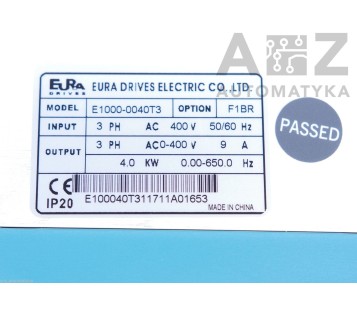 A Z
AUTOMATYKA
EURA
DRIVES
EURA DRIVES ELECTRIC CO. LTD.
MODEL E1000-0040T3 OPTION F1BR
INPUT 3 PH AC 400 V 50/60 Hz
OUTPUT 3 PH AC0-400 V 9 A
4.0 KW 0.00-650.0 Hz
CE
IP20
E100040T311711A01653
MADE IN CHINA
PASSED